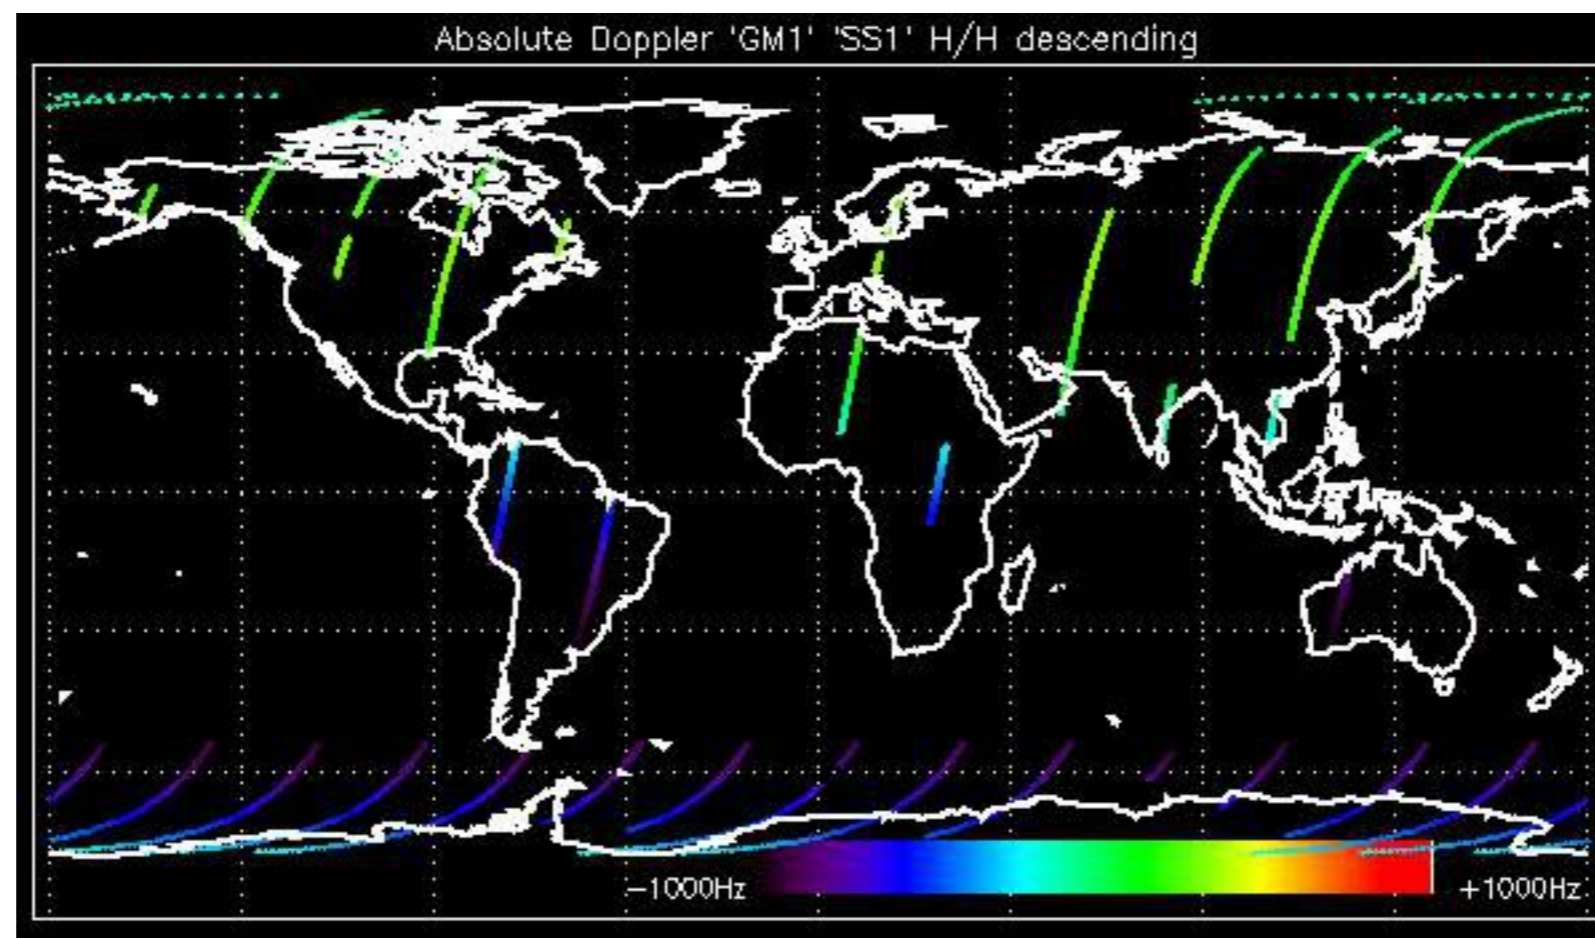 Absolute Doppler 'GM1' 'SS1' H/H descending
−1000Hz
+1000Hz